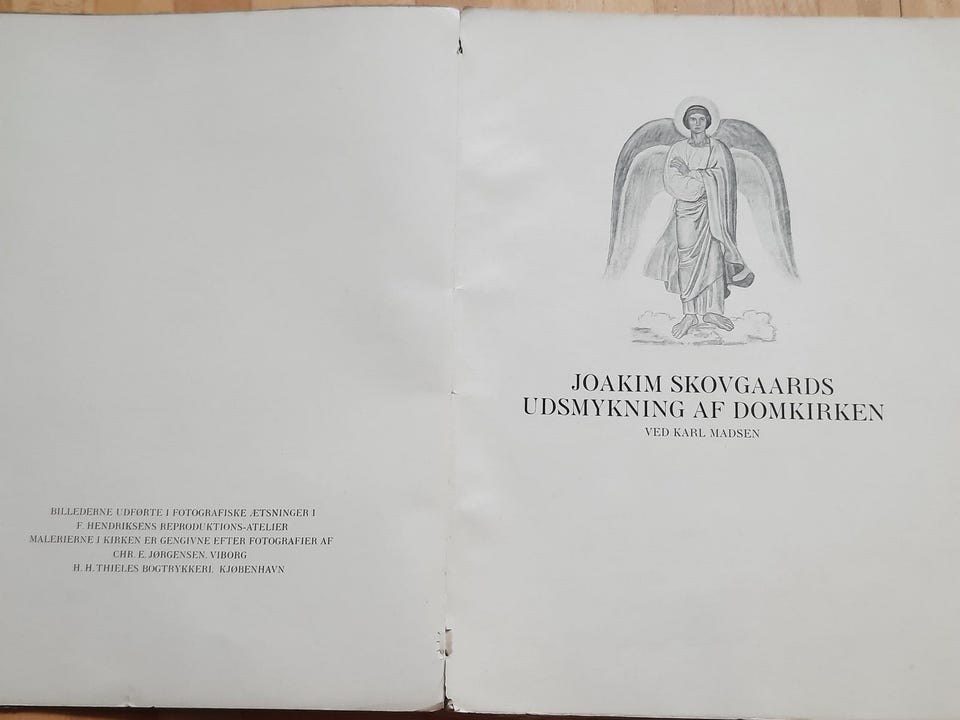 BILLEDERNE UDFØRTE I FOTOGRAFISKE ÆTSNINGER I
F. HENDRIKSENS REPRODUKTIONS-ATELIER
MALERIERNE I KIRKEN ER GENGIVNE EFTER FOTOGRAFIER AF
CHR. E. JØRGENSEN. VIBORG
H. H. THIELES BOGTRYKKERI. KJØBENHAVN
JOAKIM SKOVGAARDS
UDSMYKNING AF DOMKIRKEN
VED KARL MADSEN